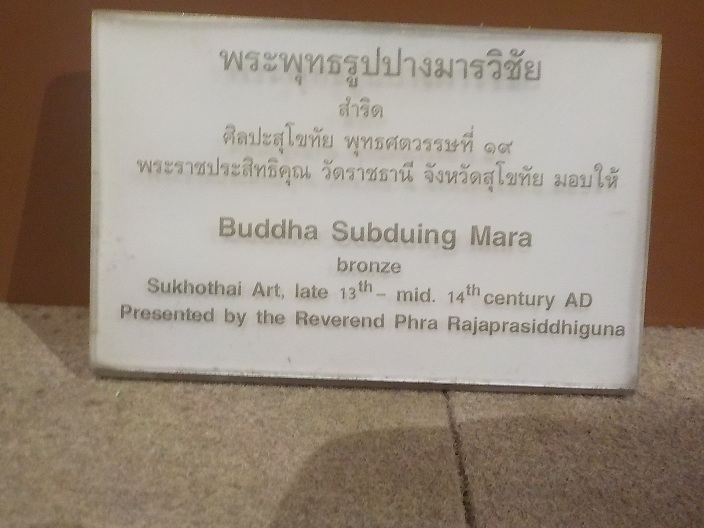 พระพุทธรูปปางมารวิชัย
สำริด
ศิลปะสุโขทัย พุทธศตวรรษที่ ๑๙
พระราชประสิทธิคุณ วัดราชธานี จังหวัดสุโขทัย มอบให้
Buddha Subduing Mara
bronze
Sukhothai Art, late 13th – mid. 14th century AD
Presented by the Reverend Phra Rajaprasiddhiguna